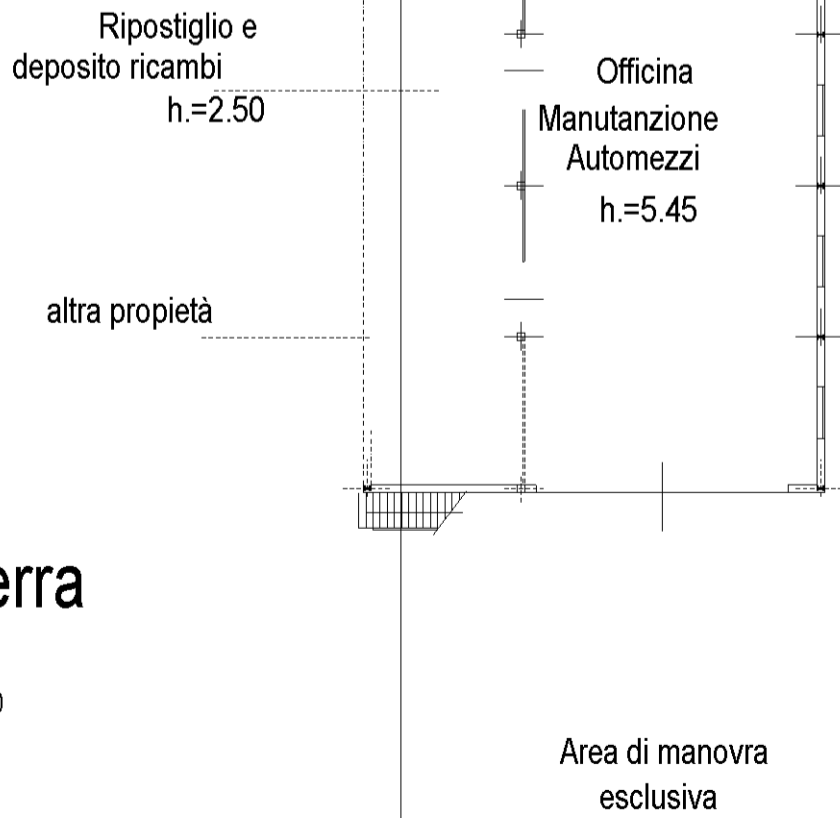 Ripostiglio e
deposito ricambi
h.=2.50
Officina
Manutanzione
Automezzi
h.=5.45
altra propietà
erra
Area di manovra
esclusiva